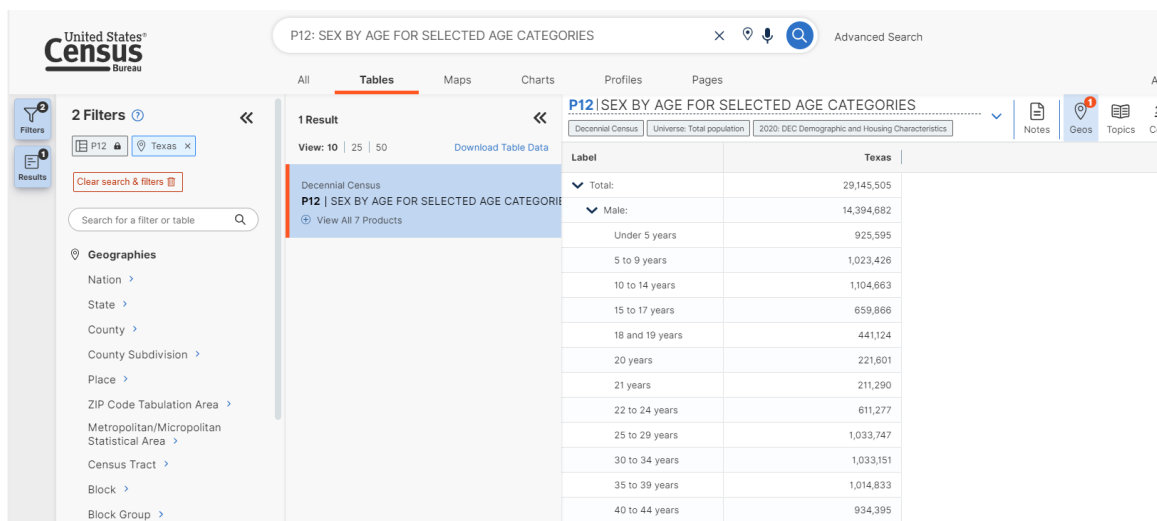 United States®
Census
Bureau
P12: SEX BY AGE FOR SELECTED AGE CATEGORIES
Advanced Search
All
Tables
Maps
Charts
Profiles
Pages
2
Filters
0
Results
2 Filters
P12
Texas ×
Clear search & filters
Search for a filter or table
Geographies
Nation
State
County
County Subdivision
Place
ZIP Code Tabulation Area
Metropolitan/Micropolitan
Statistical Area
Census Tract
Block
Block Group
1 Result
View: 10 | 25 | 50
Download Table Data
Decennial Census
P12 | SEX BY AGE FOR SELECTED AGE CATEGORIE
View All 7 Products
P12 | SEX BY AGE FOR SELECTED AGE CATEGORIES
Decennial Census
Universe: Total population
2020: DEC Demographic and Housing Characteristics
Notes
1
Geos
Topics
Label Texas
Total: 29,145,505
Male: 14,394,682
Under 5 years 925,595
5 to 9 years 1,023,426
10 to 14 years 1,104,663
15 to 17 years 659,866
18 and 19 years 441,124
20 years 221,601
21 years 211,290
22 to 24 years 611,277
25 to 29 years 1,033,747
30 to 34 years 1,033,151
35 to 39 years 1,014,833
40 to 44 years 934,395